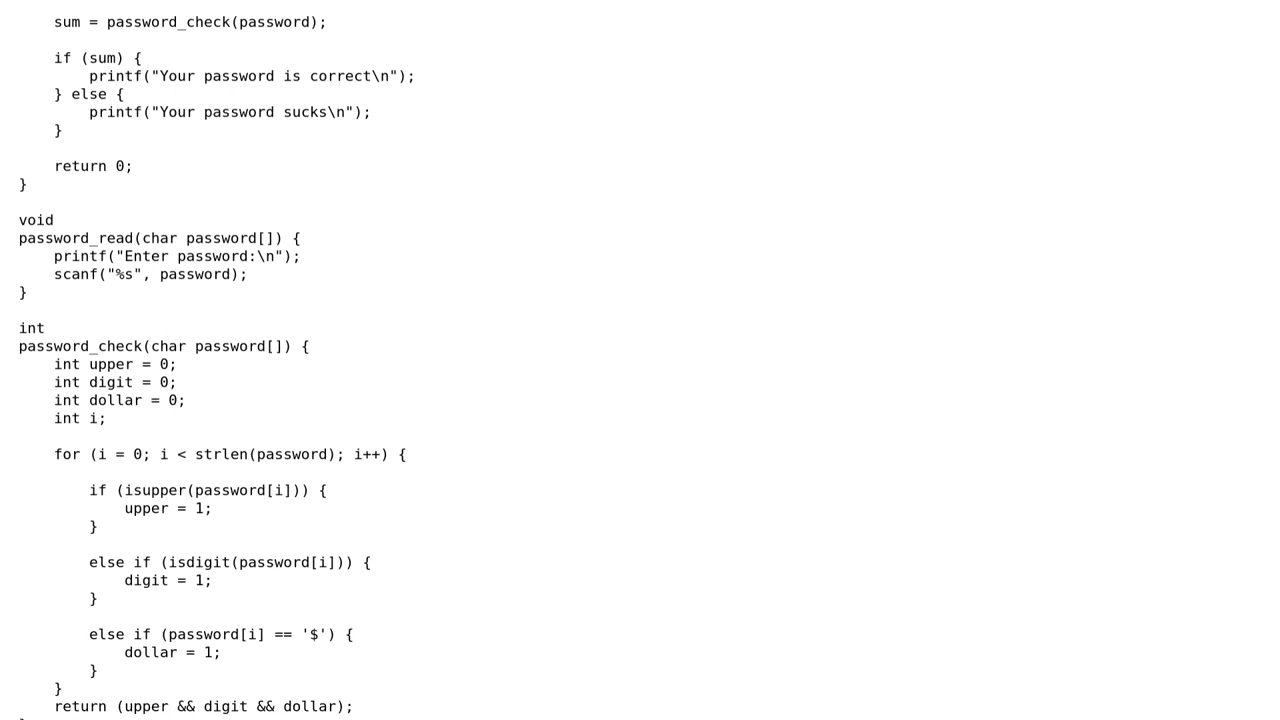 sum = password_check(password);

    if (sum) {
        printf("Your password is correct\n");
    } else {
        printf("Your password sucks\n");
    }

    return 0;
}

void
password_read(char password[]) {
    printf("Enter password:\n");
    scanf("%s", password);
}

int
password_check(char password[]) {
    int upper = 0;
    int digit = 0;
    int dollar = 0;
    int i;

    for (i = 0; i < strlen(password); i++) {

        if (isupper(password[i])) {
            upper = 1;
        }

        else if (isdigit(password[i])) {
            digit = 1;
        }

        else if (password[i] == '$') {
            dollar = 1;
        }
    }
    return (upper && digit && dollar);